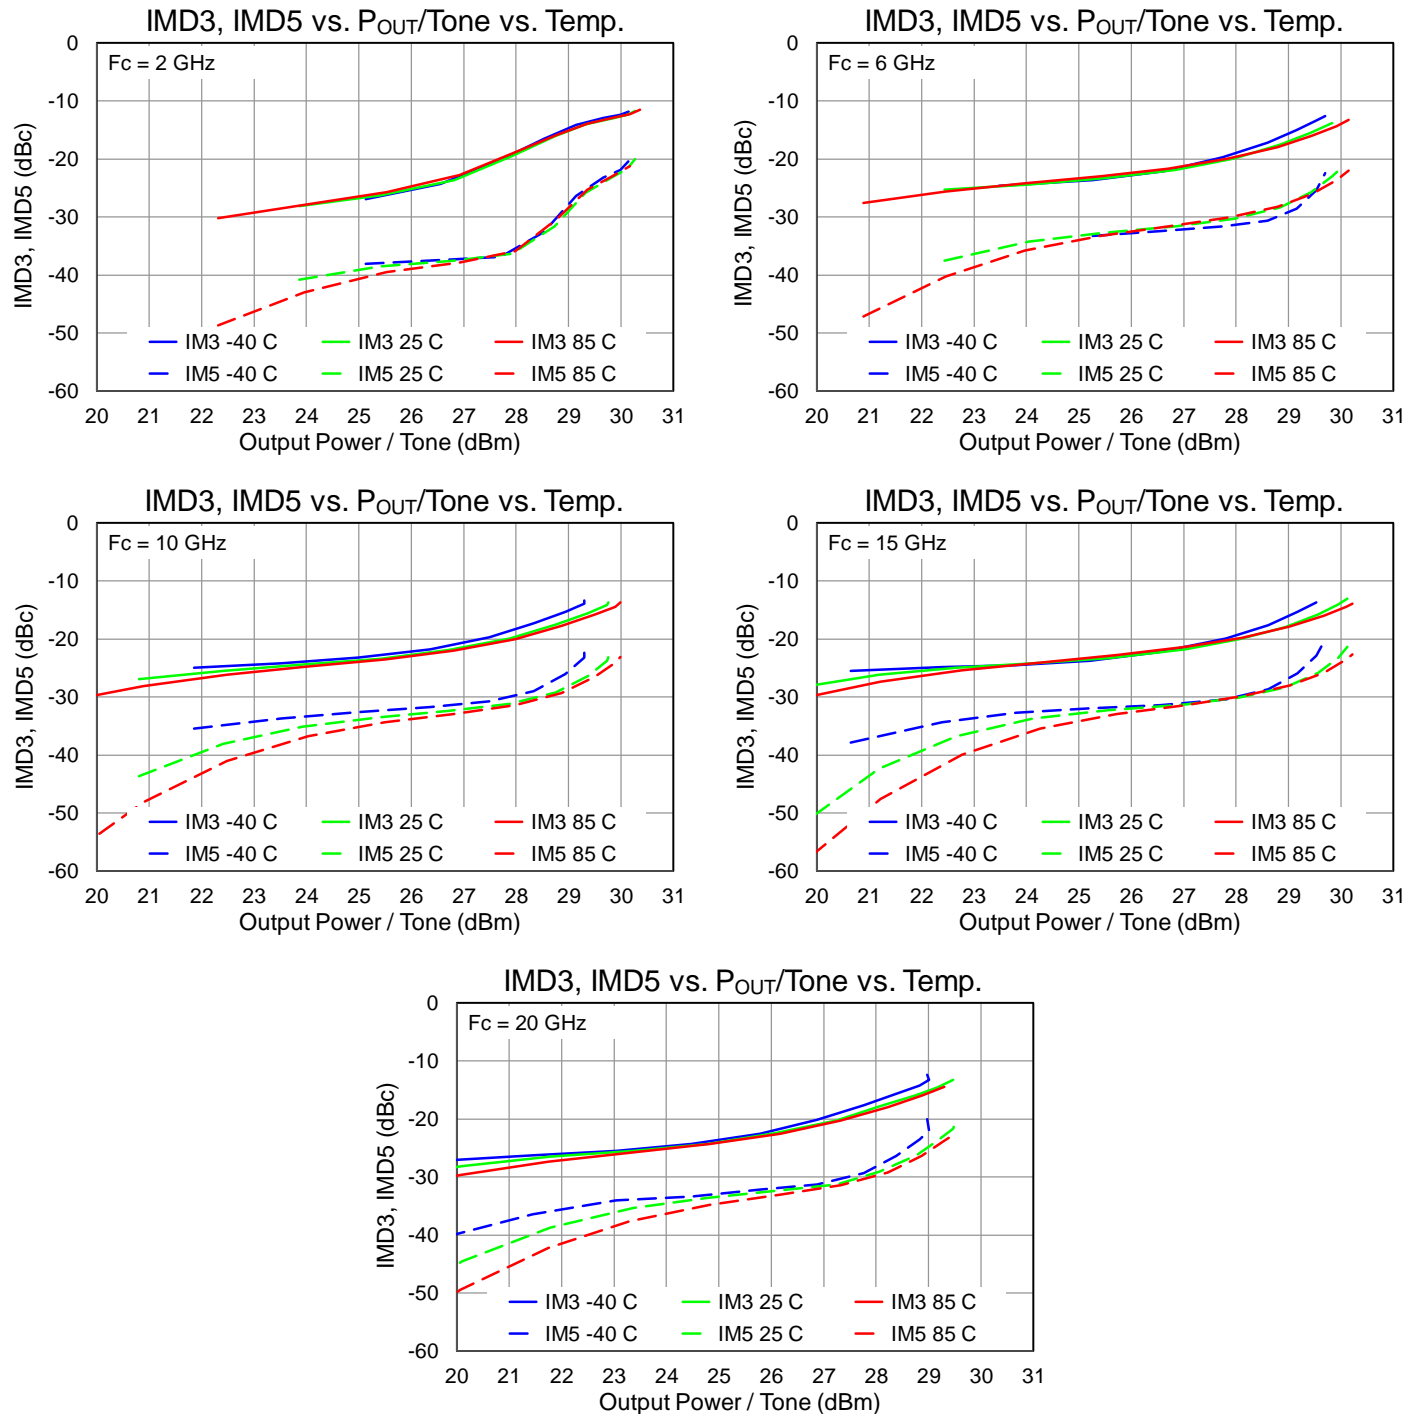 IMD3, IMD5 vs. POUT/Tone vs. Temp.
Fc = 2 GHz
IMD3, IMD5 (dBc)
0
-10
-20
-30
-40
-50
-60
IM3 -40 C IM3 25 C IM3 85 C
IM5 -40 C IM5 25 C IM5 85 C
20 21 22 23 24 25 26 27 28 29 30 31
Output Power / Tone (dBm)
IMD3, IMD5 vs. POUT/Tone vs. Temp.
Fc = 6 GHz
IMD3, IMD5 (dBc)
0
-10
-20
-30
-40
-50
-60
IM3 -40 C IM3 25 C IM3 85 C
IM5 -40 C IM5 25 C IM5 85 C
20 21 22 23 24 25 26 27 28 29 30 31
Output Power / Tone (dBm)
IMD3, IMD5 vs. POUT/Tone vs. Temp.
Fc = 10 GHz
IMD3, IMD5 (dBc)
0
-10
-20
-30
-40
-50
-60
IM3 -40 C IM3 25 C IM3 85 C
IM5 -40 C IM5 25 C IM5 85 C
20 21 22 23 24 25 26 27 28 29 30 31
Output Power / Tone (dBm)
IMD3, IMD5 vs. POUT/Tone vs. Temp.
Fc = 15 GHz
IMD3, IMD5 (dBc)
0
-10
-20
-30
-40
-50
-60
IM3 -40 C IM3 25 C IM3 85 C
IM5 -40 C IM5 25 C IM5 85 C
20 21 22 23 24 25 26 27 28 29 30 31
Output Power / Tone (dBm)
IMD3, IMD5 vs. POUT/Tone vs. Temp.
Fc = 20 GHz
IMD3, IMD5 (dBc)
0
-10
-20
-30
-40
-50
-60
IM3 -40 C IM3 25 C IM3 85 C
IM5 -40 C IM5 25 C IM5 85 C
20 21 22 23 24 25 26 27 28 29 30 31
Output Power / Tone (dBm)